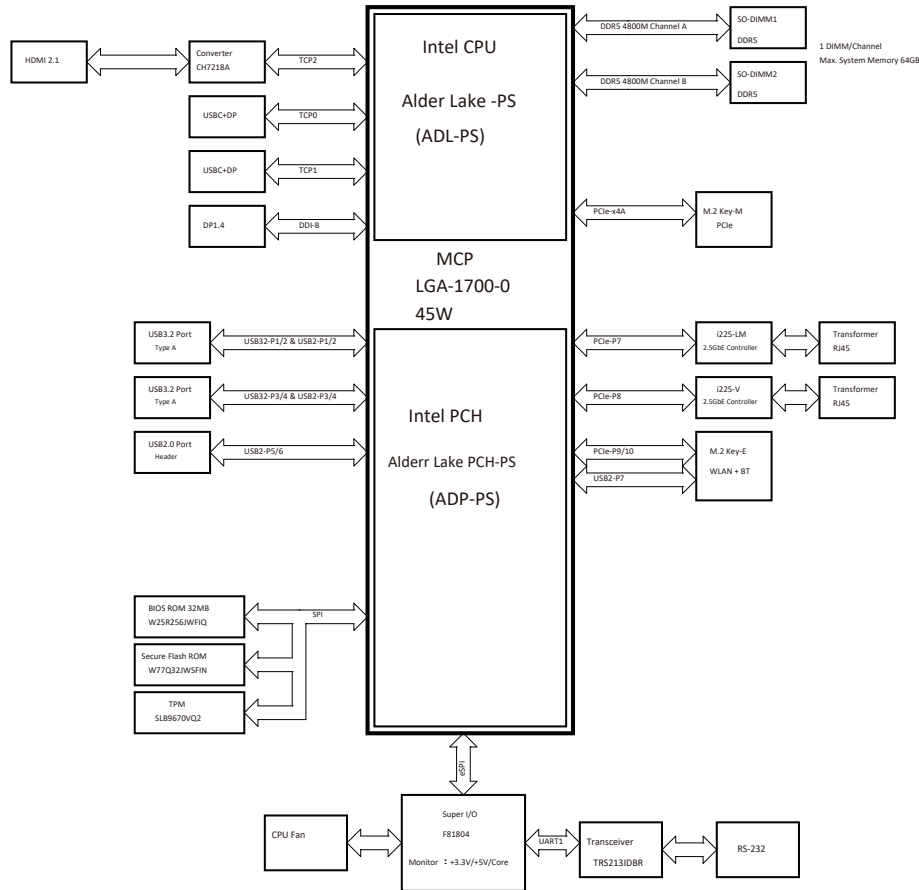 Intel CPU
Alder Lake -PS
(ADL-PS)
MCP
LGA-1700-0
45W
Intel PCH
Alderr Lake PCH-PS
(ADP-PS)
HDMI 2.1
Converter
CH7218A
TCP2
USBC+DP
TCP0
USBC+DP
TCP1
DP1.4
DDI-B
USB3.2 Port
Type A
USB32-P1/2 & USB2-P1/2
USB3.2 Port
Type A
USB32-P3/4 & USB2-P3/4
USB2.0 Port
Header
USB2-P5/6
BIOS ROM 32MB
W25R256JWFIQ
SPI
Secure Flash ROM
W77Q32JWSFIN
TPM
SLB9670VQ2
DDR5 4800M Channel A
SO-DIMM1
DDR5
DDR5 4800M Channel B
SO-DIMM2
DDR5
1 DIMM/Channel
Max. System Memory 64GB
PCIe-x4A
M.2 Key-M
PCIe
PCIe-P7
i225-LM
2.5GbE Controller
Transformer
RJ45
PCIe-P8
i225-V
2.5GbE Controller
Transformer
RJ45
PCIe-P9/10
USB2-P7
M.2 Key-E
WLAN + BT
eSPI
CPU Fan
Super I/O
F81804
Monitor ：+3.3V/+5V/Core
UART1
Transceiver
TRS213IDBR
RS-232